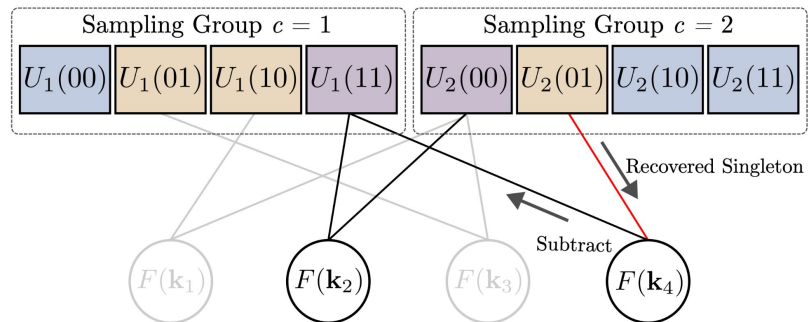 Sampling Group c = 1
Sampling Group c = 2
U₁(00) U₁(01) U₁(10) U₁(11) U₂(00) U₂(01) U₂(10) U₂(11)
Recovered Singleton
Subtract
F(𝐤₁) F(𝐤₂) F(𝐤₃) F(𝐤₄)